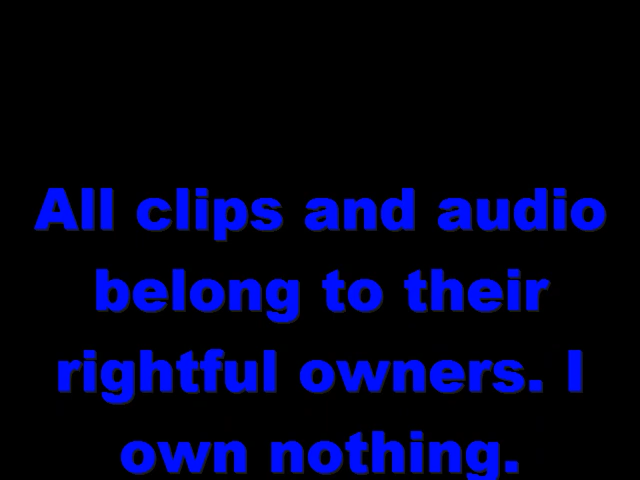 All clips and audio
belong to their
rightful owners. I
own nothing.